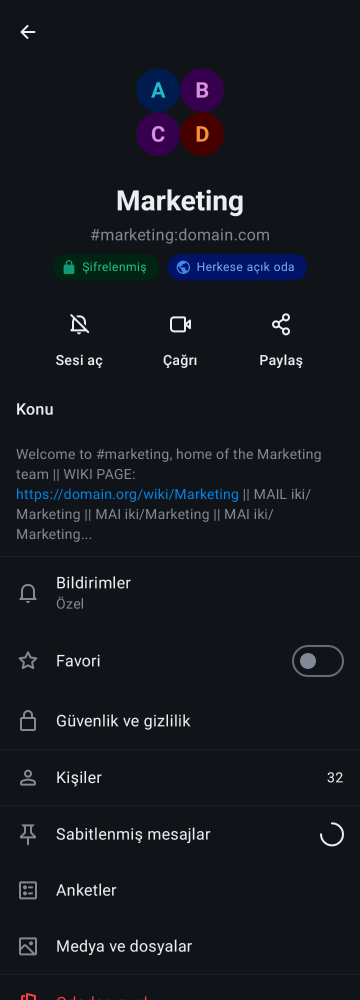 A
B
C
D
Marketing
#marketing:domain.com
Şifrelenmiş
Herkese açık oda
Sesi aç
Çağrı
Paylaş
Konu
Welcome to #marketing, home of the Marketing
team || WIKI PAGE:
https://domain.org/wiki/Marketing || MAIL iki/
Marketing || MAI iki/Marketing || MAI iki/
Marketing...
Bildirimler
Özel
Favori
Güvenlik ve gizlilik
Kişiler
32
Sabitlenmiş mesajlar
Anketler
Medya ve dosyalar